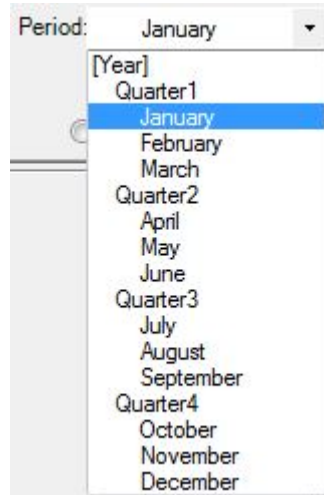 Period: January
[Year]
Quarter1
January
February
March
Quarter2
April
May
June
Quarter3
July
August
September
Quarter4
October
November
December